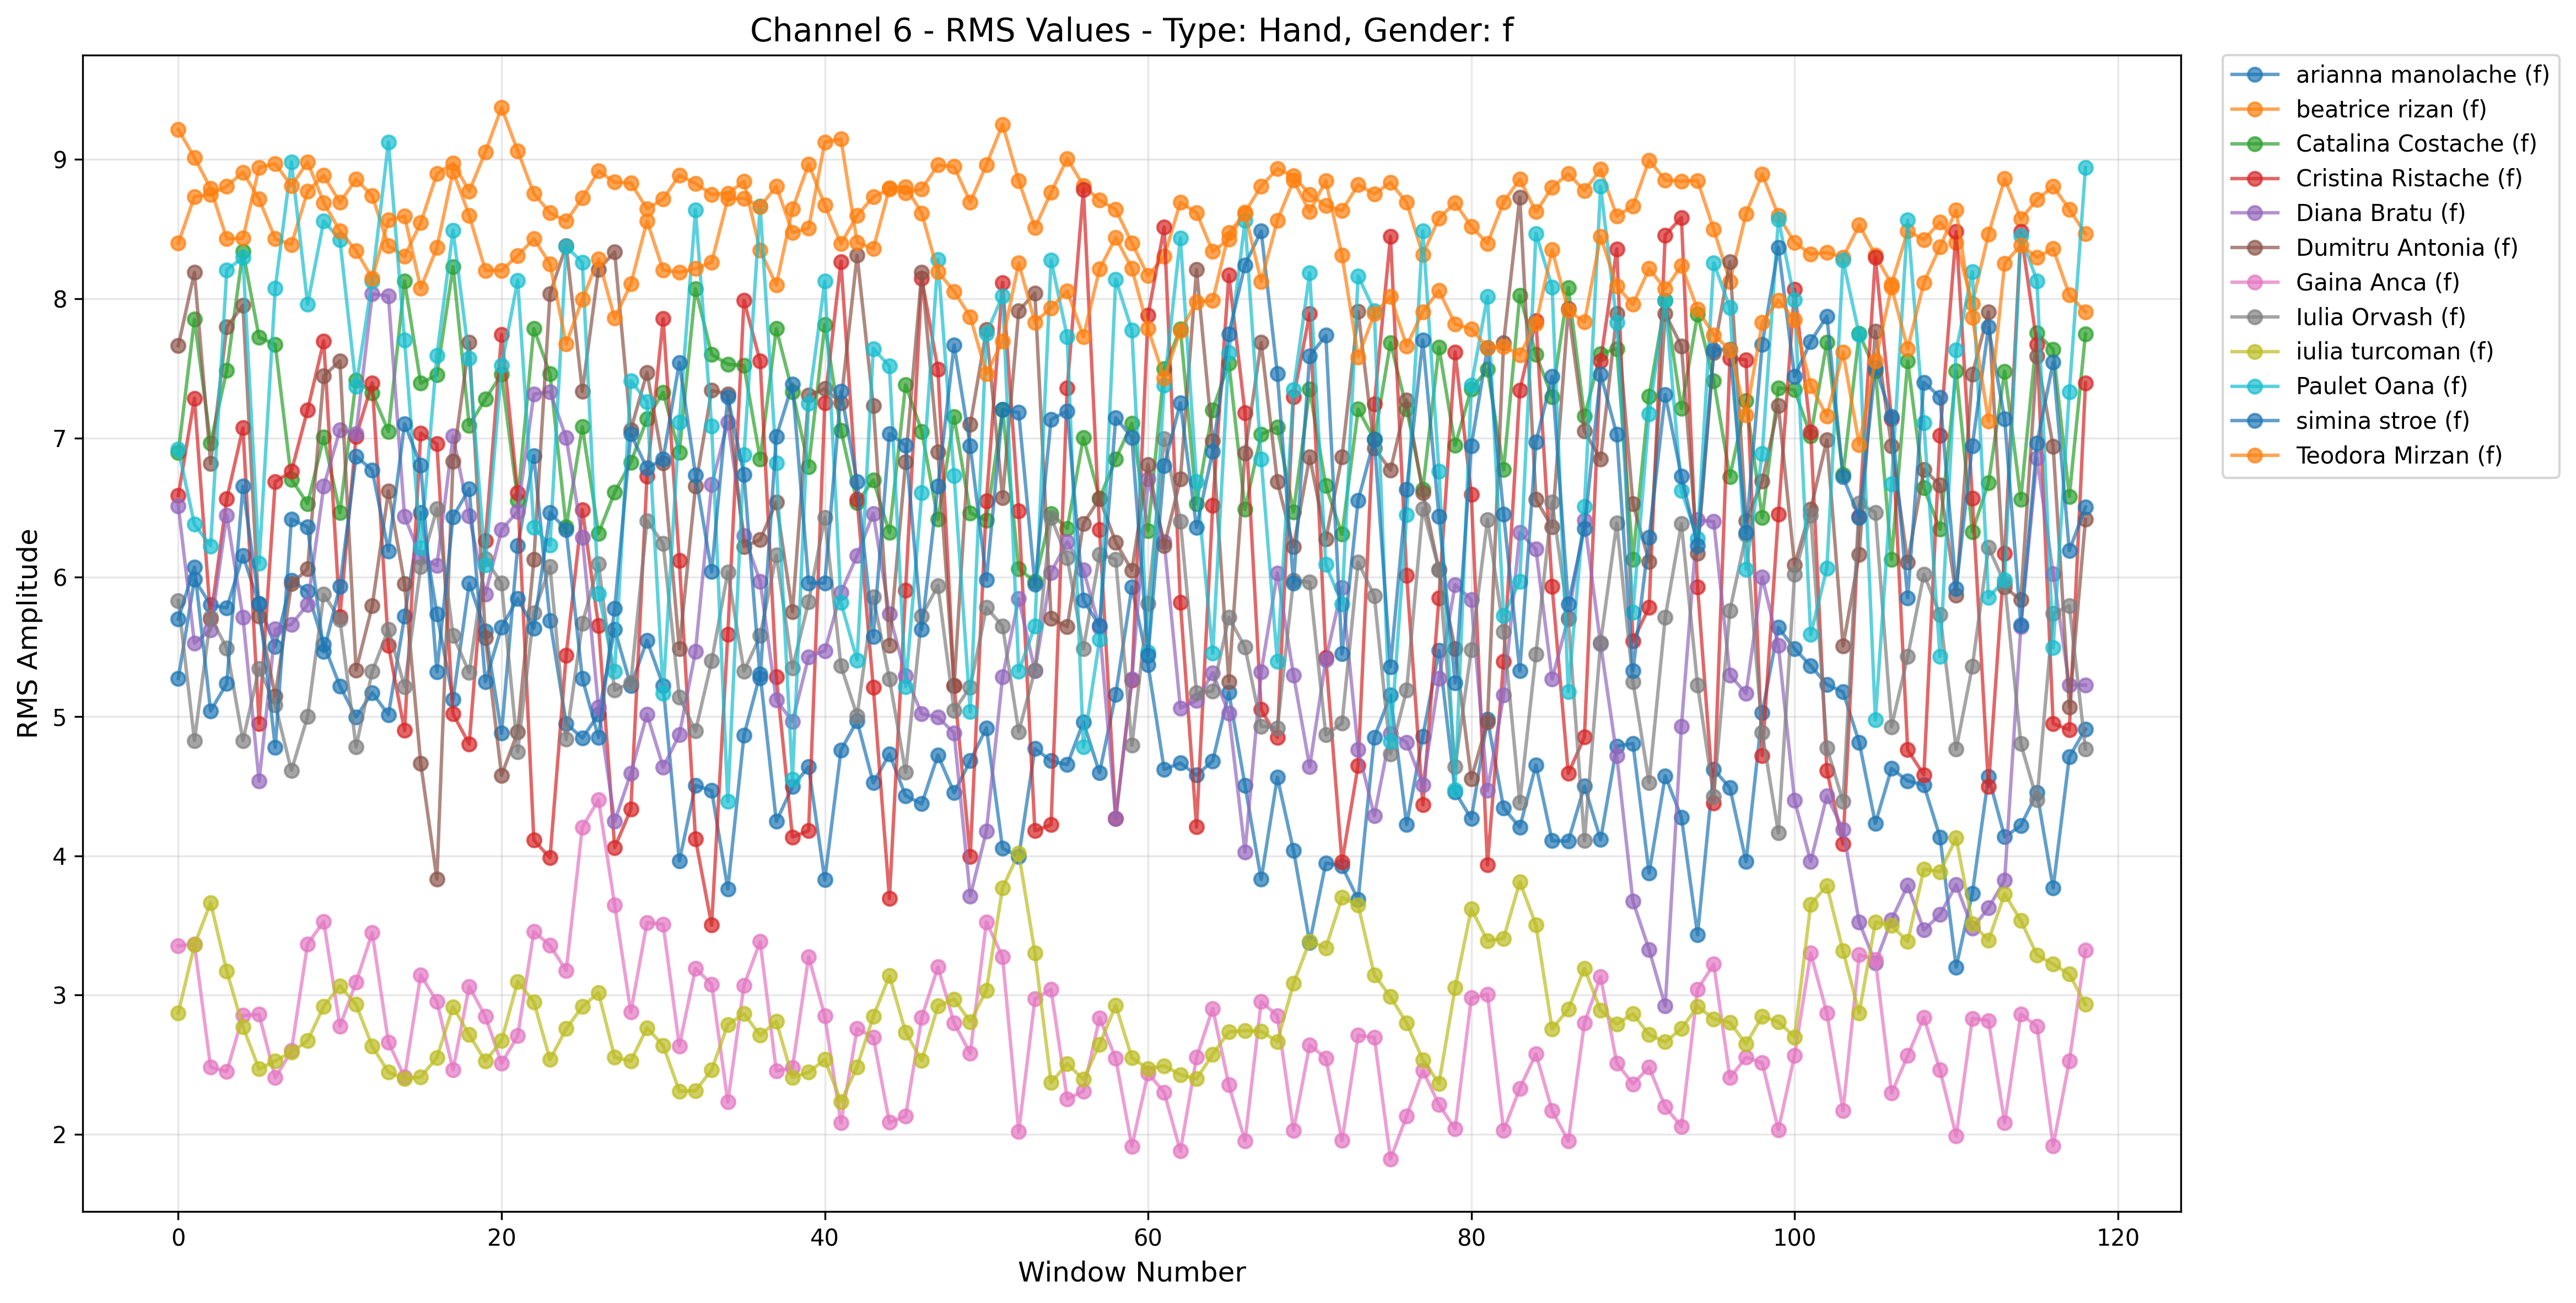 Channel 6 - RMS Values - Type: Hand, Gender: f
RMS Amplitude
9
8
7
6
5
4
3
2
0
20
40
60
80
100
120
Window Number
arianna manolache (f)
beatrice rizan (f)
Catalina Costache (f)
Cristina Ristache (f)
Diana Bratu (f)
Dumitru Antonia (f)
Gaina Anca (f)
Iulia Orvash (f)
iulia turcoman (f)
Paulet Oana (f)
simina stroe (f)
Teodora Mirzan (f)